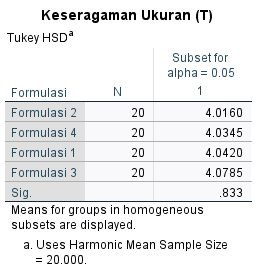 Keseragaman Ukuran (T)
Tukey HSDa
Subset for
alpha = 0.05
Formulasi N 1
Formulasi 2 20 4.0160
Formulasi 4 20 4.0345
Formulasi 1 20 4.0420
Formulasi 3 20 4.0785
Sig. .833
Means for groups in homogeneous
subsets are displayed.
a. Uses Harmonic Mean Sample Size
= 20.000.